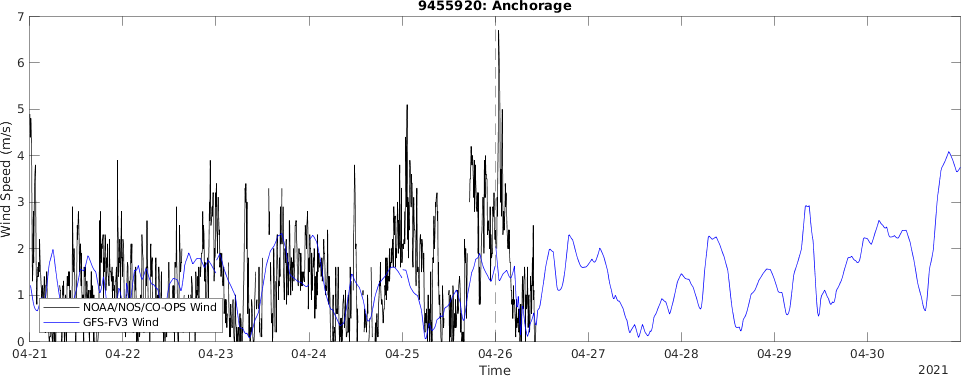 9455920: Anchorage
7
6
5
4
3
2
1
0
Wind Speed (m/s)
NOAA/NOS/CO-OPS Wind
GFS-FV3 Wind
04-21 04-22 04-23 04-24 04-25 04-26 04-27 04-28 04-29 04-30
Time
2021